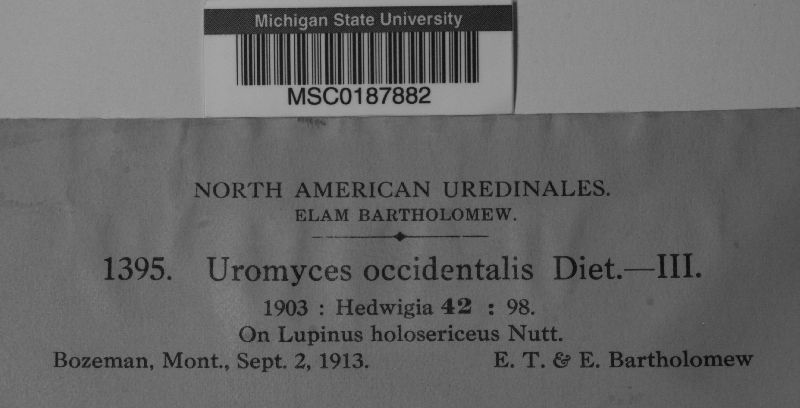 Michigan State University
MSC0187882
NORTH AMERICAN UREDINALES.
ELAM BARTHOLOMEW.
1395. Uromyces occidentalis Diet.—III.
1903 : Hedwigia 42 : 98.
On Lupinus holosericeus Nutt.
Bozeman, Mont., Sept. 2, 1913. E. T. & E. Bartholomew